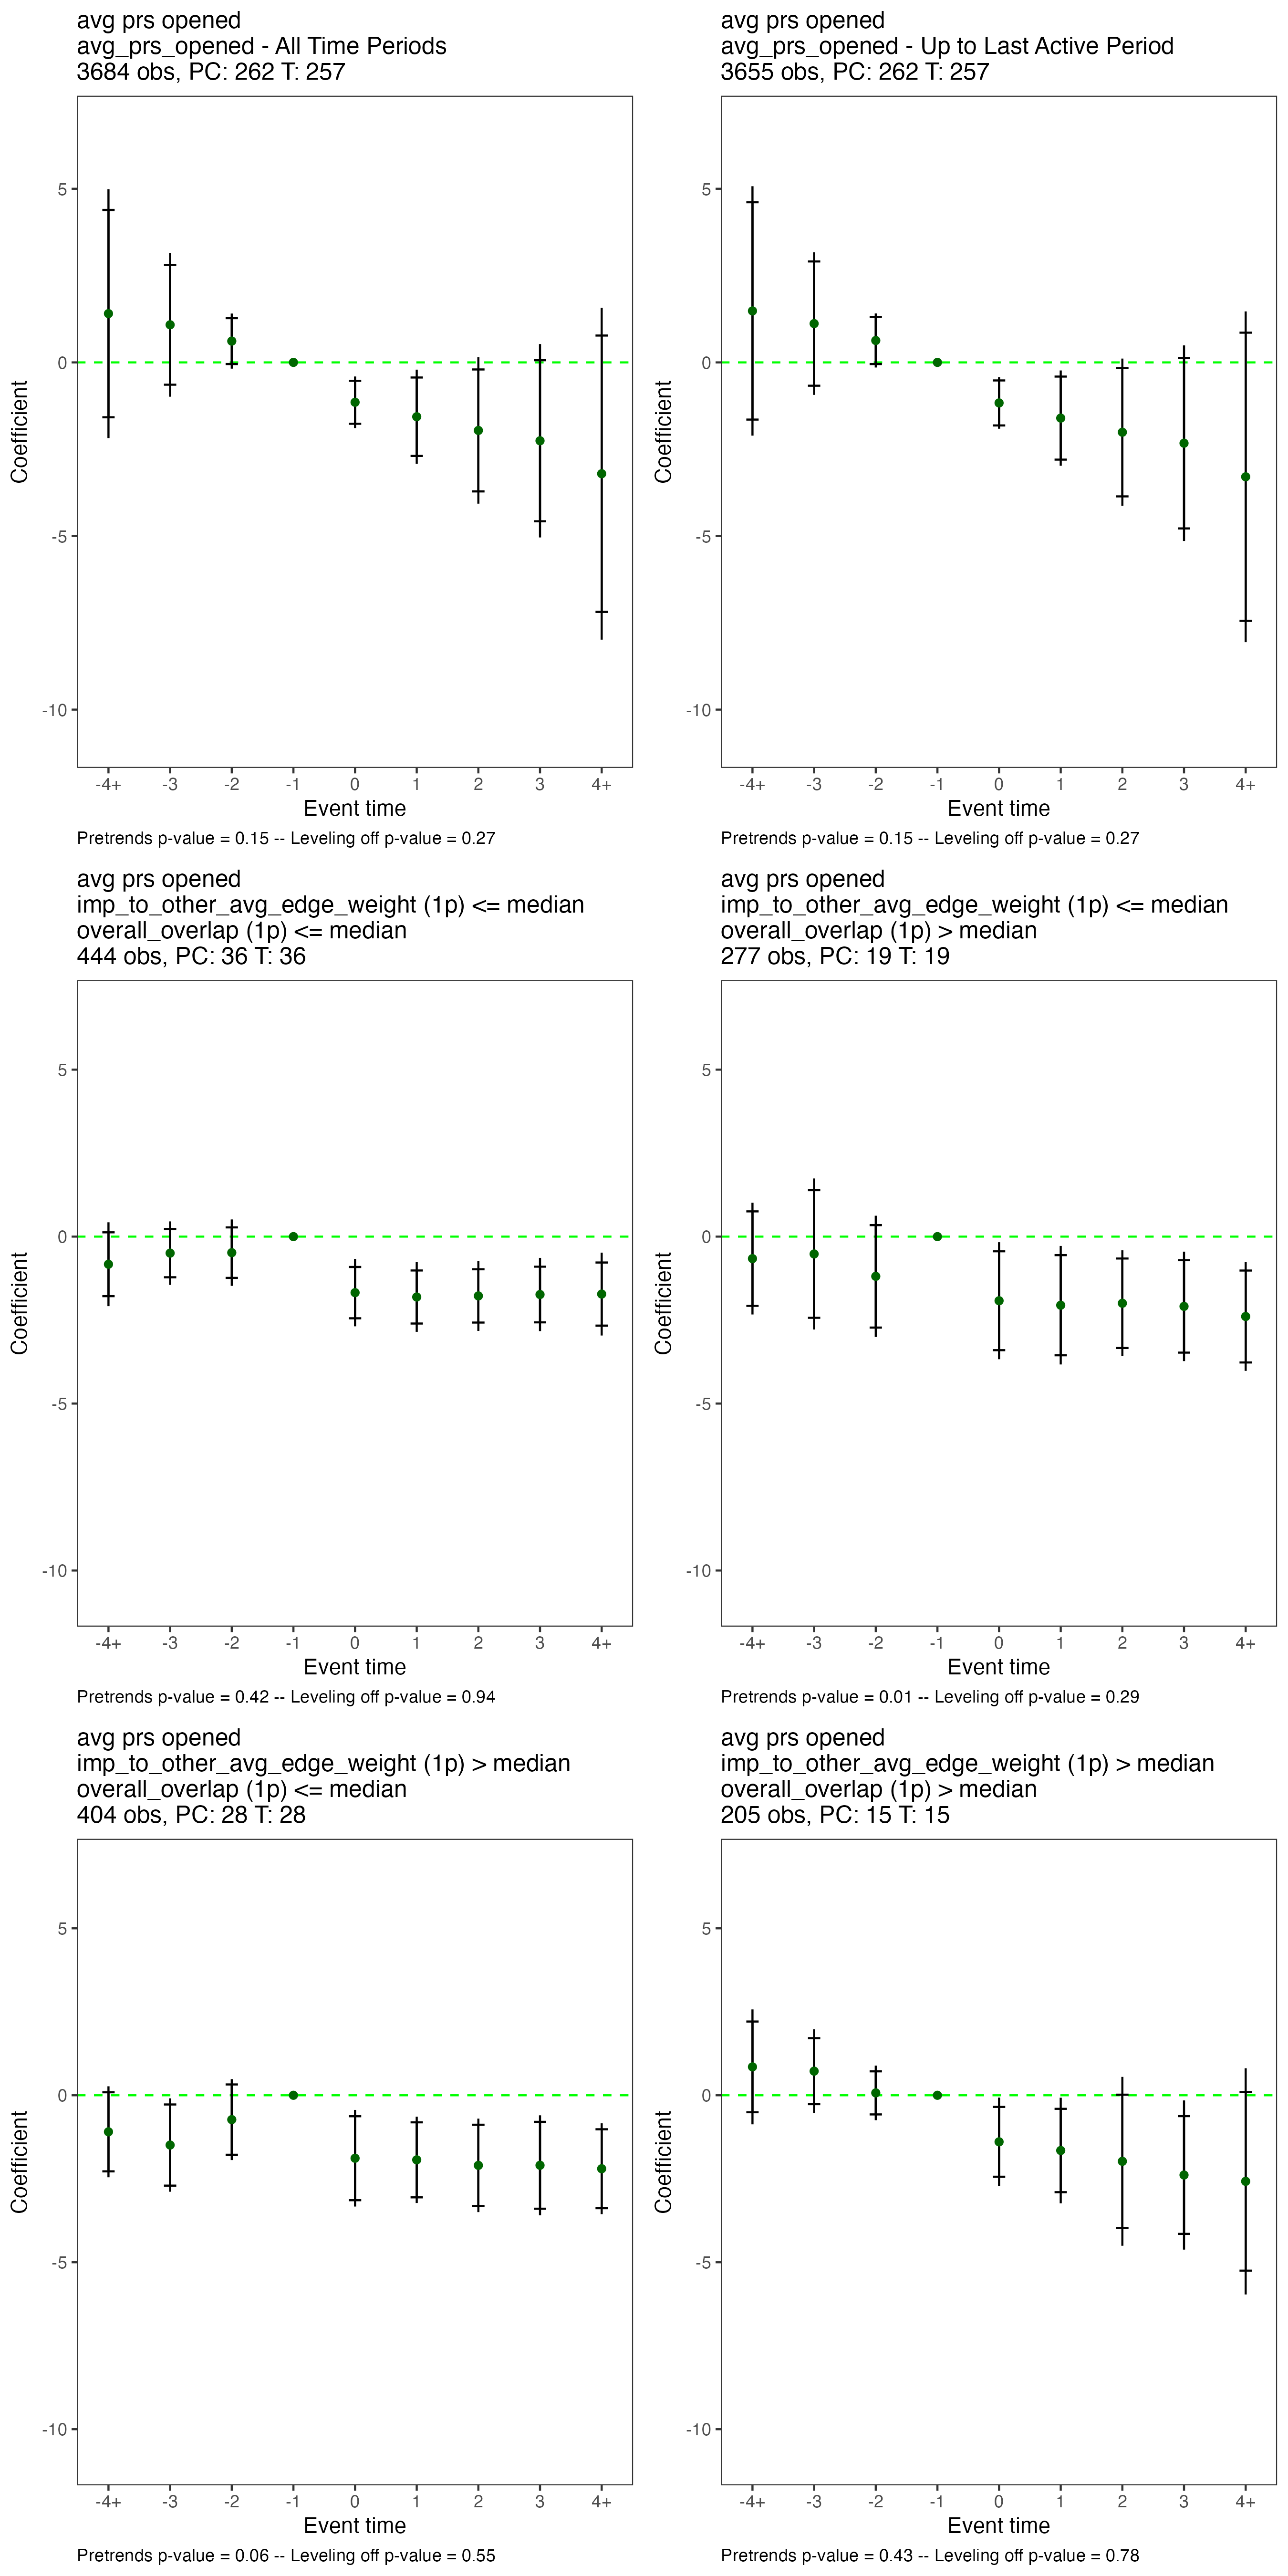 avg prs opened
avg_prs_opened - All Time Periods
3684 obs, PC: 262 T: 257
5
0
-5
-10
Coefficient
-4+ -3 -2 -1 0 1 2 3 4+
Event time
Pretrends p-value = 0.15 -- Leveling off p-value = 0.27
avg prs opened
avg_prs_opened - Up to Last Active Period
3655 obs, PC: 262 T: 257
5
0
-5
-10
Coefficient
-4+ -3 -2 -1 0 1 2 3 4+
Event time
Pretrends p-value = 0.15 -- Leveling off p-value = 0.27
avg prs opened
imp_to_other_avg_edge_weight (1p) <= median
overall_overlap (1p) <= median
444 obs, PC: 36 T: 36
5
0
-5
-10
Coefficient
-4+ -3 -2 -1 0 1 2 3 4+
Event time
Pretrends p-value = 0.42 -- Leveling off p-value = 0.94
avg prs opened
imp_to_other_avg_edge_weight (1p) <= median
overall_overlap (1p) > median
277 obs, PC: 19 T: 19
5
0
-5
-10
Coefficient
-4+ -3 -2 -1 0 1 2 3 4+
Event time
Pretrends p-value = 0.01 -- Leveling off p-value = 0.29
avg prs opened
imp_to_other_avg_edge_weight (1p) > median
overall_overlap (1p) <= median
404 obs, PC: 28 T: 28
5
0
-5
-10
Coefficient
-4+ -3 -2 -1 0 1 2 3 4+
Event time
Pretrends p-value = 0.06 -- Leveling off p-value = 0.55
avg prs opened
imp_to_other_avg_edge_weight (1p) > median
overall_overlap (1p) > median
205 obs, PC: 15 T: 15
5
0
-5
-10
Coefficient
-4+ -3 -2 -1 0 1 2 3 4+
Event time
Pretrends p-value = 0.43 -- Leveling off p-value = 0.78